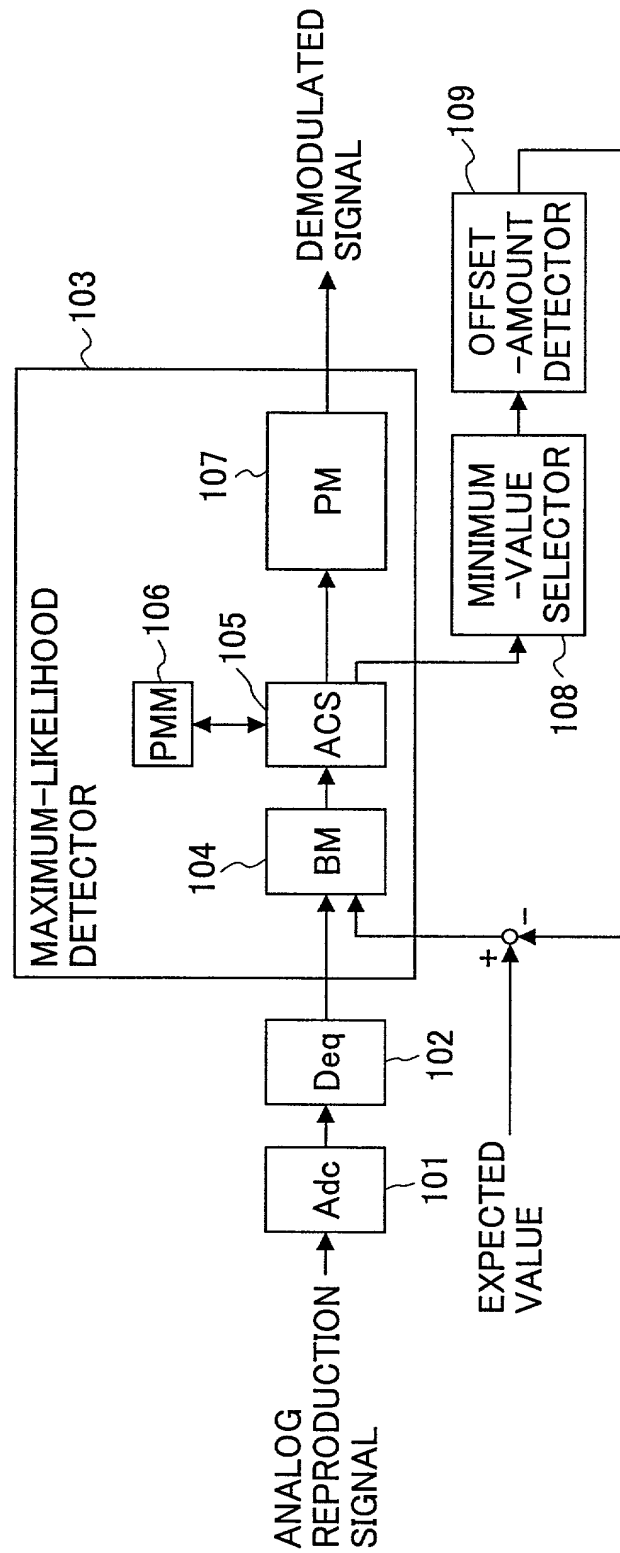 ANALOG
REPRODUCTION
SIGNAL
Adc
101
Deq
102
MAXIMUM-LIKELIHOOD
DETECTOR
103
BM
104
ACS
105
PMM
106
PM
107
DEMODULATED
SIGNAL
EXPECTED
VALUE
+
-
MINIMUM
-VALUE
SELECTOR
108
OFFSET
-AMOUNT
DETECTOR
109